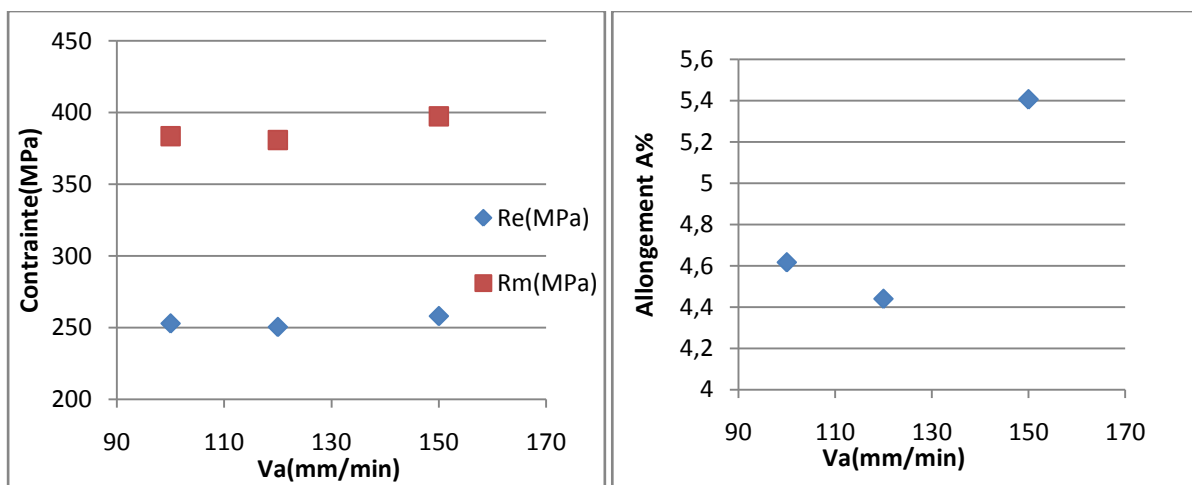 450
400
350
300
250
200
Contrainte(MPa)
90 110 130 150 170
Va(mm/min)
Re(MPa)
Rm(MPa)
5,6
5,4
5,2
5
4,8
4,6
4,4
4,2
4
Allongement A%
90 110 130 150 170
Va(mm/min)